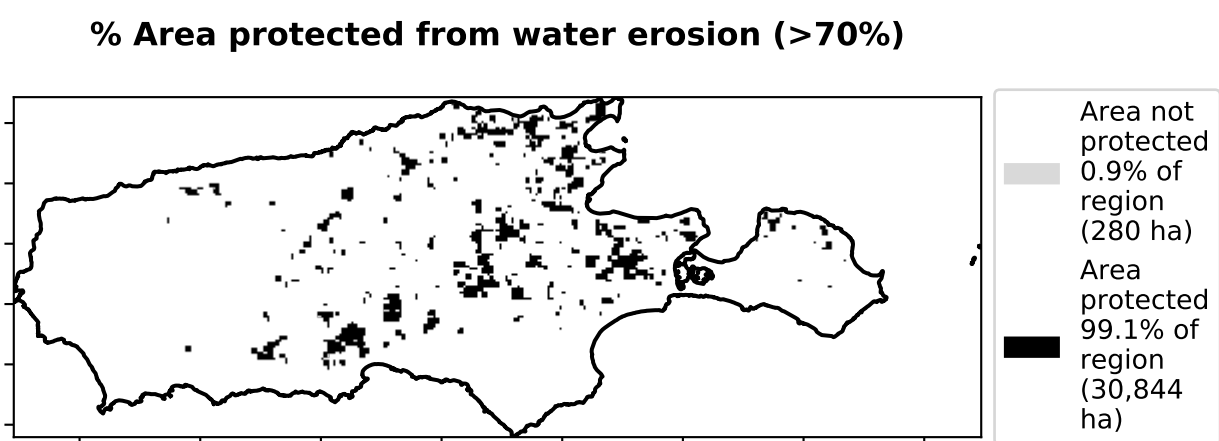 % Area protected from water erosion (>70%)
Area not
protected
0.9% of
region
(280 ha)
Area
protected
99.1% of
region
(30,844
ha)